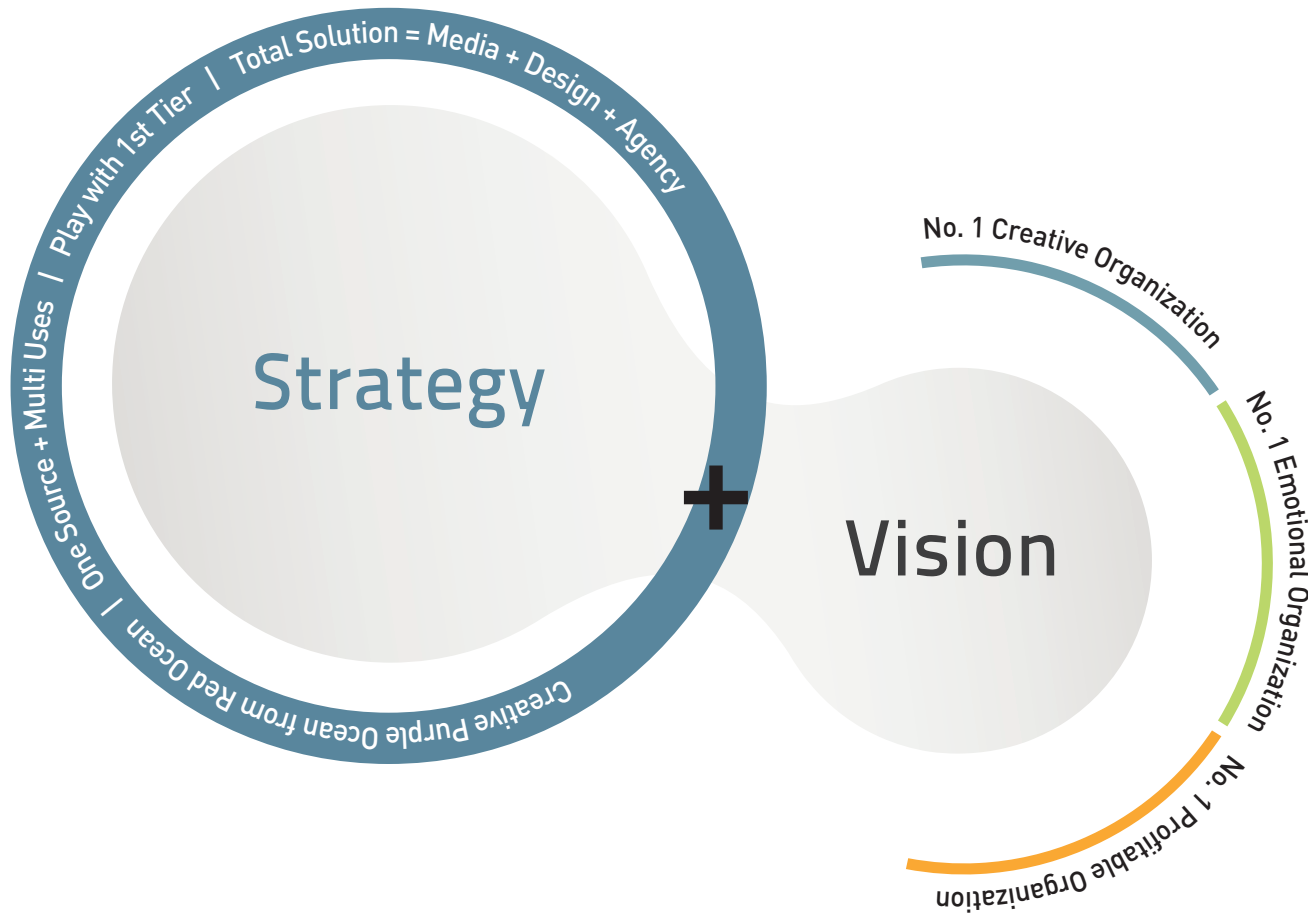 Creative Purple Ocean from Red Ocean | One Source + Multi Uses | Play with 1st Tier | Total Solution = Media + Design + Agency
Strategy
+
Vision
No. 1 Creative Organization
No. 1 Emotional Organization
No. 1 Profitable Organization